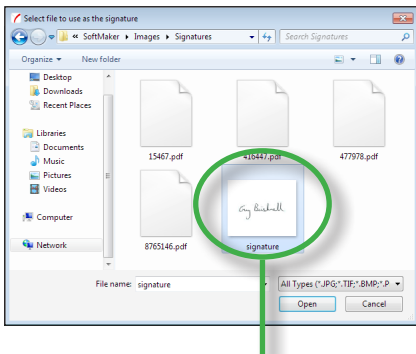 Select file to use as the signature
« SoftMaker Images Signatures
Search Signatures
Organize
New folder
Desktop
Downloads
Recent Places
Libraries
Documents
Music
Pictures
Videos
Computer
Network
15467.pdf
416447.pdf
477978.pdf
8765146.pdf
Guy Bushnell
signature
File name: signature
All Types (*.JPG;*.TIF;*.BMP;*.P
Open
Cancel